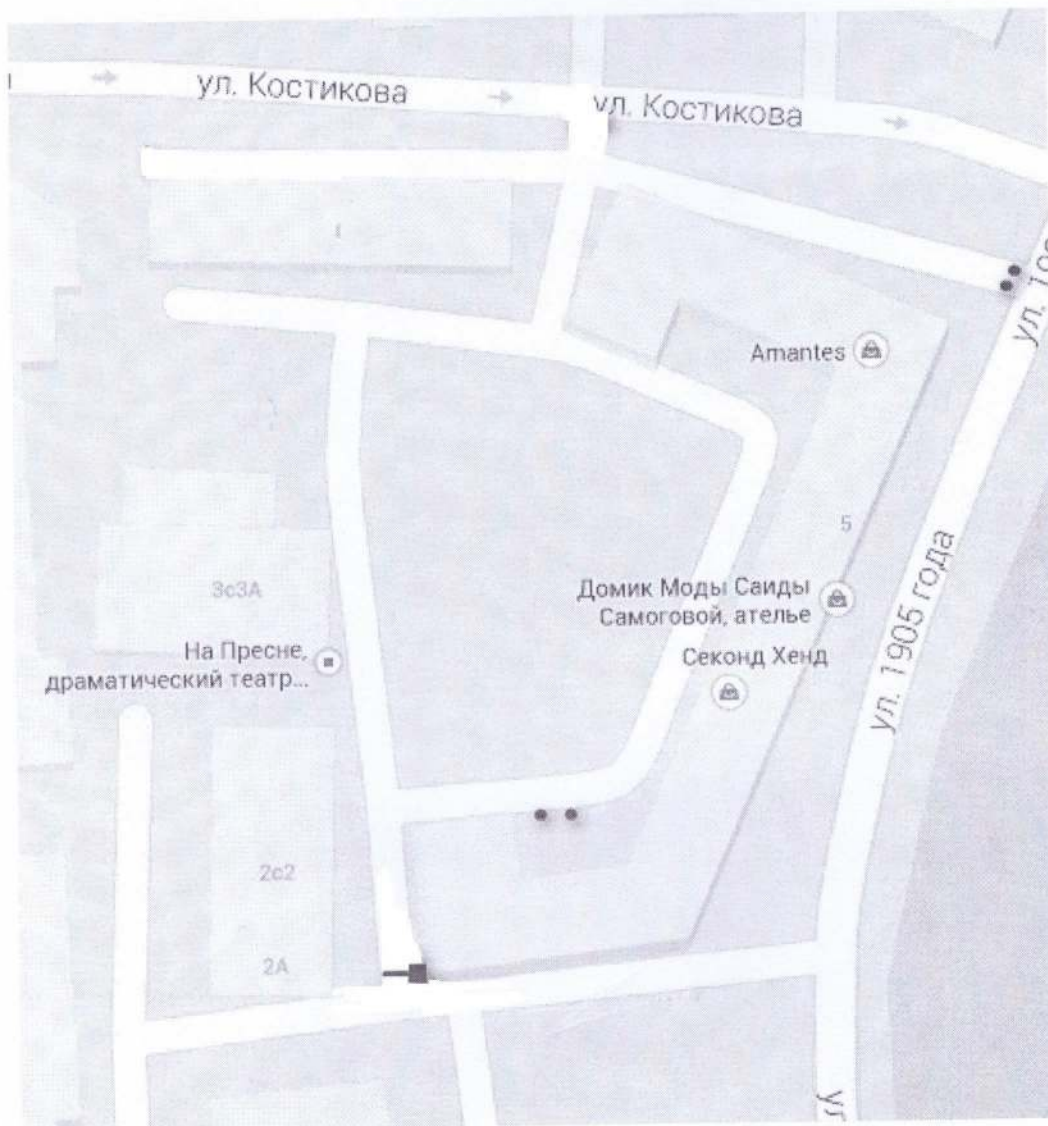 ул. Костикова
ул. Костикова
Amantes
5
3с3А
Домик Моды Саиды
Самоговой, ателье
На Пресне,
драматический театр...
Секонд Хенд
ул. 1905 года
2с2
2А